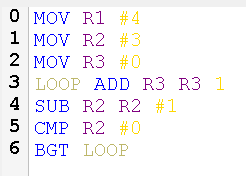 0 MOV R1 #4
1 MOV R2 #3
2 MOV R3 #0
3 LOOP ADD R3 R3 1
4 SUB R2 R2 #1
5 CMP R2 #0
6 BGT LOOP